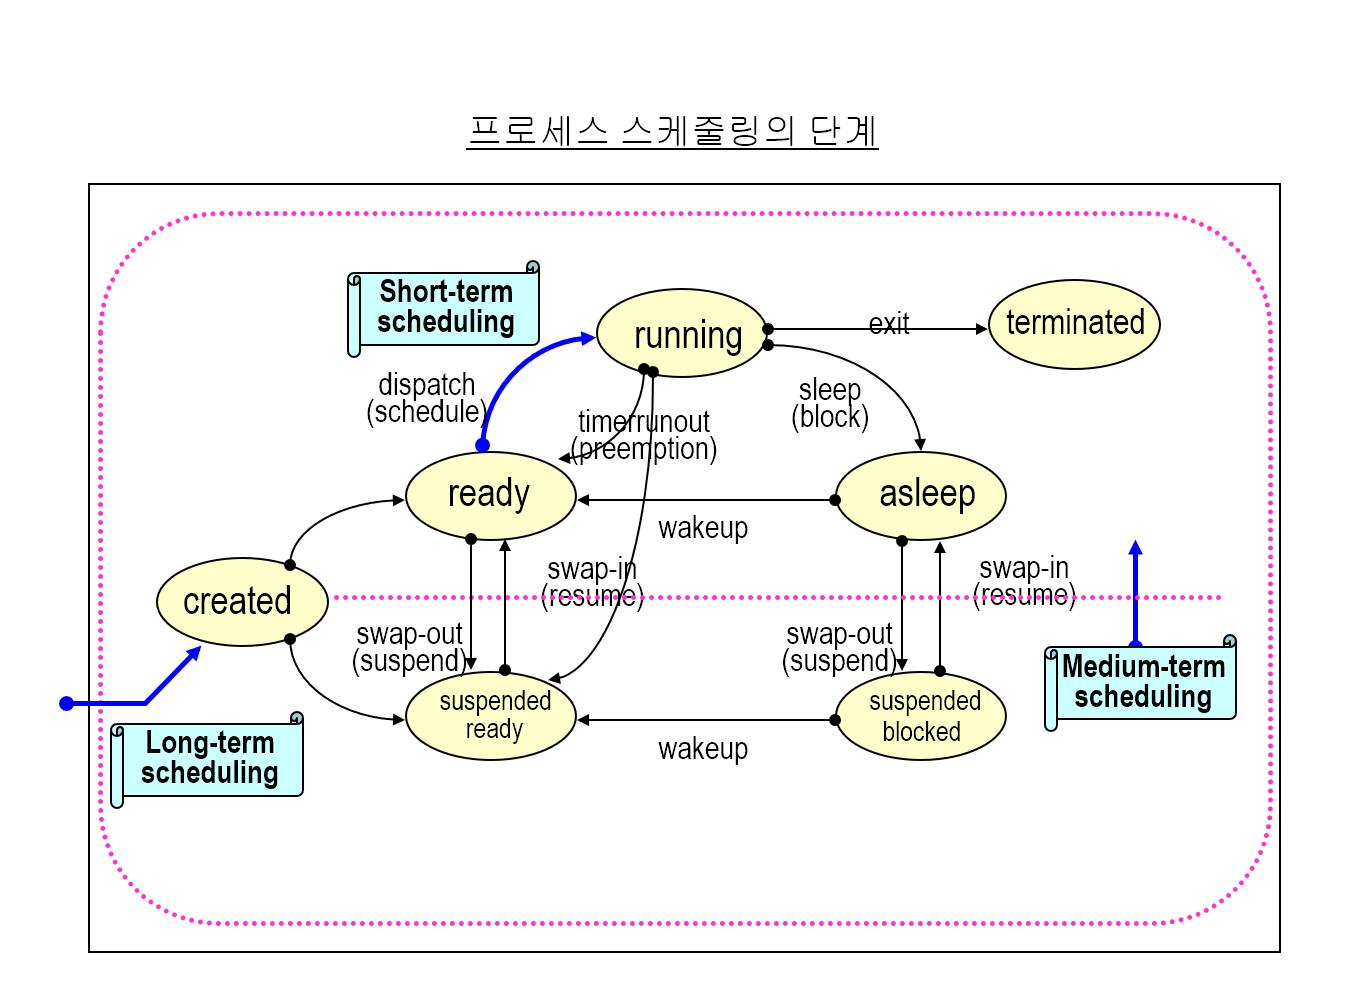 프로세스 스케줄링의 단계
Short-term
scheduling
running
exit
terminated
dispatch
(schedule)
sleep
(block)
timerrunout
(preemption)
ready
asleep
wakeup
created
swap-in
(resume)
swap-in
(resume)
swap-out
(suspend)
swap-out
(suspend)
Medium-term
scheduling
suspended
ready
suspended
blocked
wakeup
Long-term
scheduling